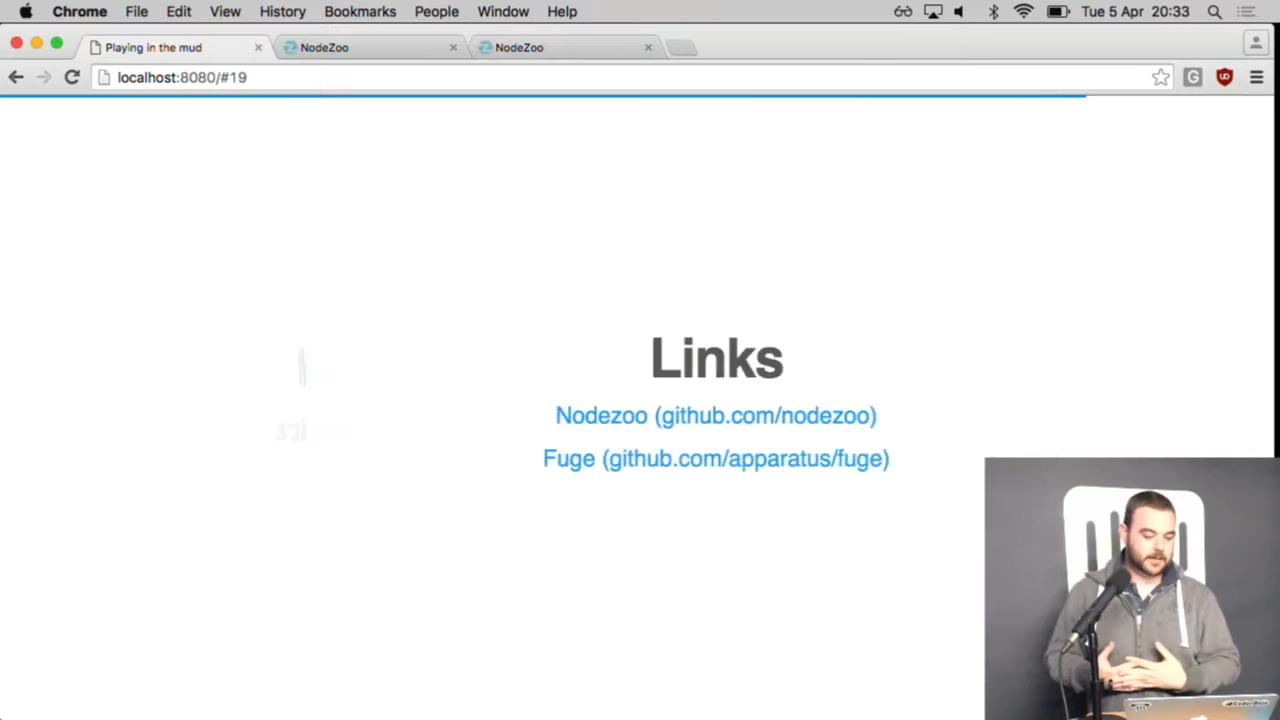 Chrome File Edit View History Bookmarks People Window Help Tue 5 Apr 20:33
Playing in the mud NodeZoo NodeZoo
localhost:8080/#19
Links
Nodezoo (github.com/nodezoo)
Fuge (github.com/apparatus/fuge)